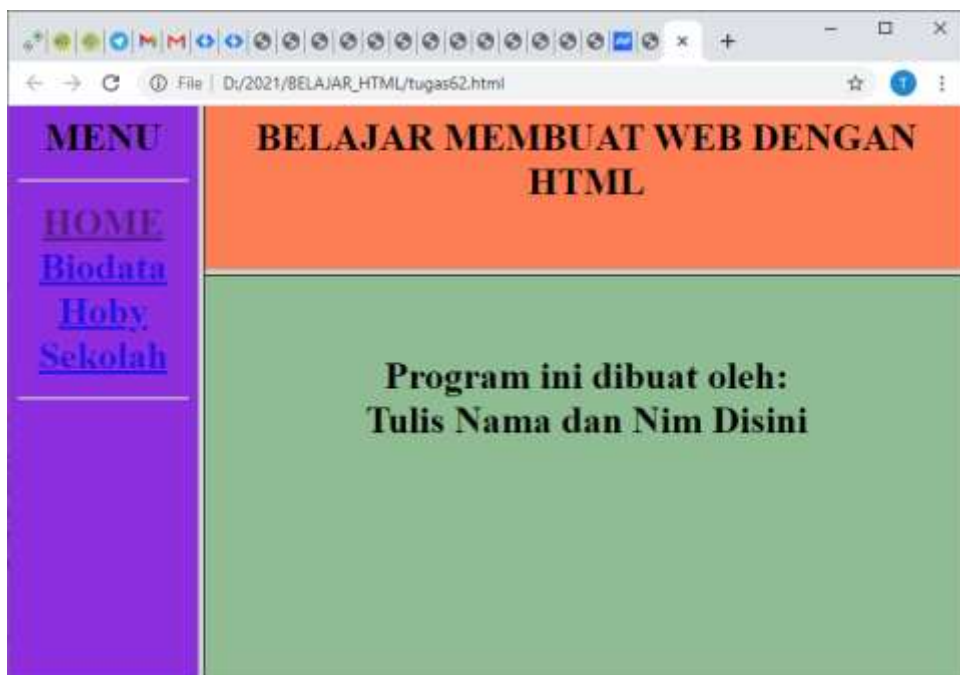 File | D:/2021/BELAJAR_HTML/tugas62.html
T
MENU
HOME
Biodata
Hoby
Sekolah
BELAJAR MEMBUAT WEB DENGAN
HTML
Program ini dibuat oleh:
Tulis Nama dan Nim Disini